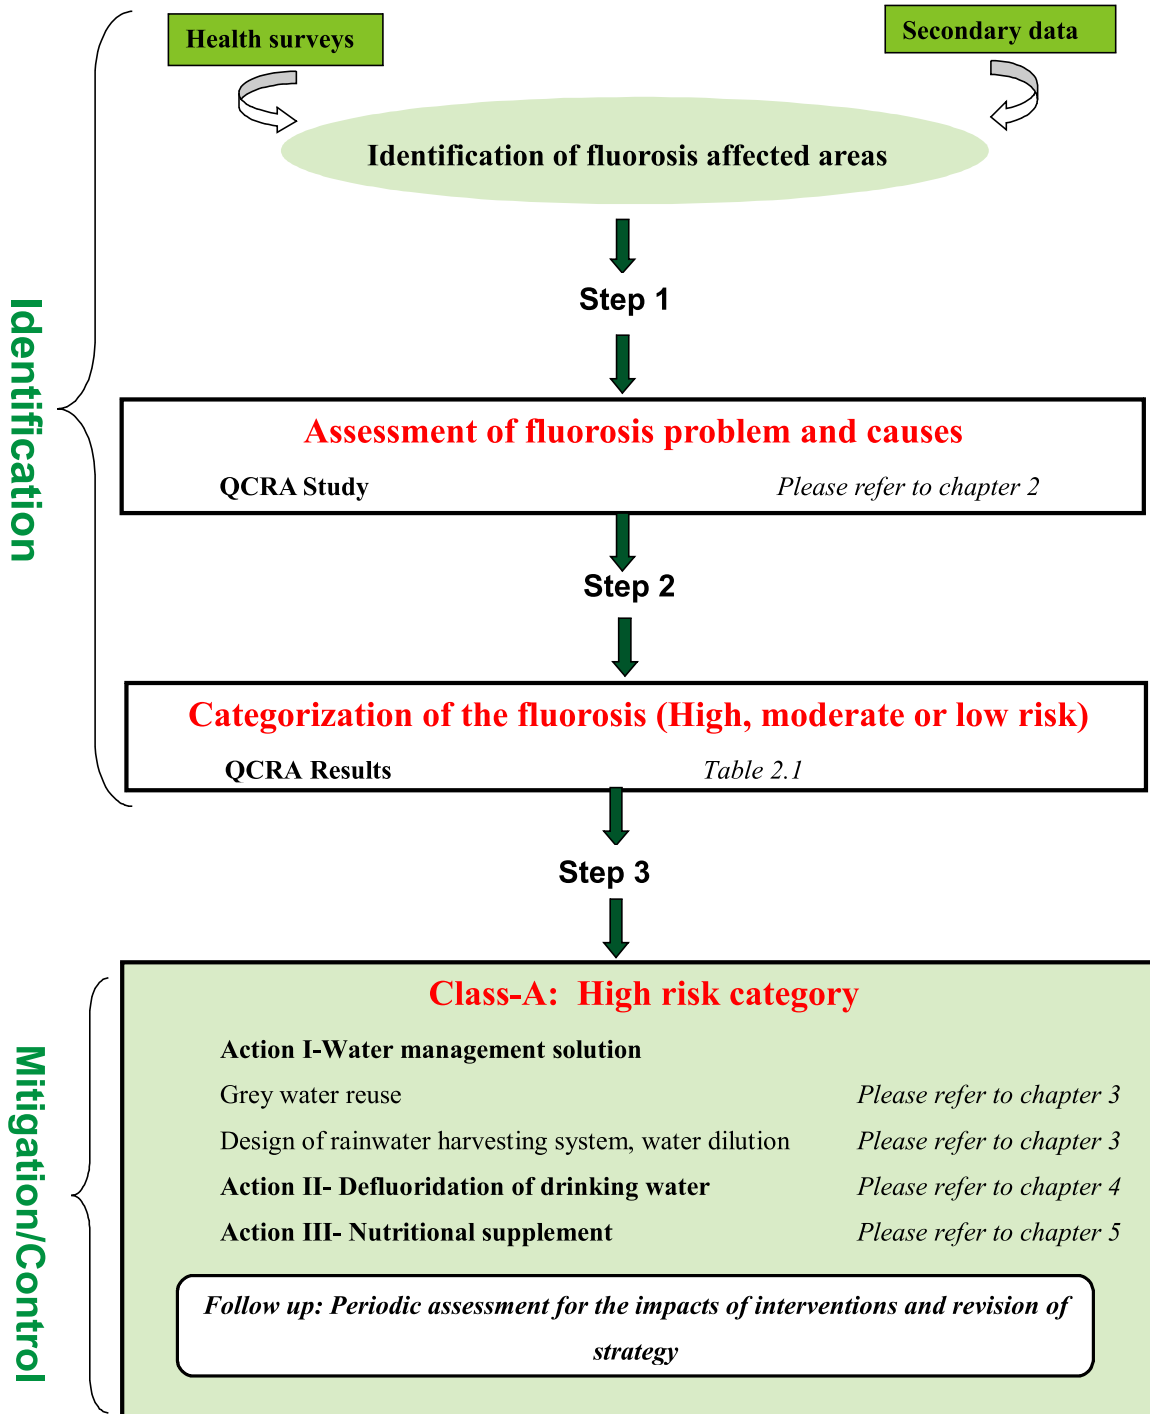 Health surveys
Secondary data
Identification of fluorosis affected areas
Identification
Step 1
Assessment of fluorosis problem and causes
QCRA Study Please refer to chapter 2
Step 2
Categorization of the fluorosis (High, moderate or low risk)
QCRA Results Table 2.1
Step 3
Mitigation/Control
Class-A: High risk category
Action I-Water management solution
Grey water reuse Please refer to chapter 3
Design of rainwater harvesting system, water dilution Please refer to chapter 3
Action II- Defluoridation of drinking water Please refer to chapter 4
Action III- Nutritional supplement Please refer to chapter 5
Follow up: Periodic assessment for the impacts of interventions and revision of
strategy